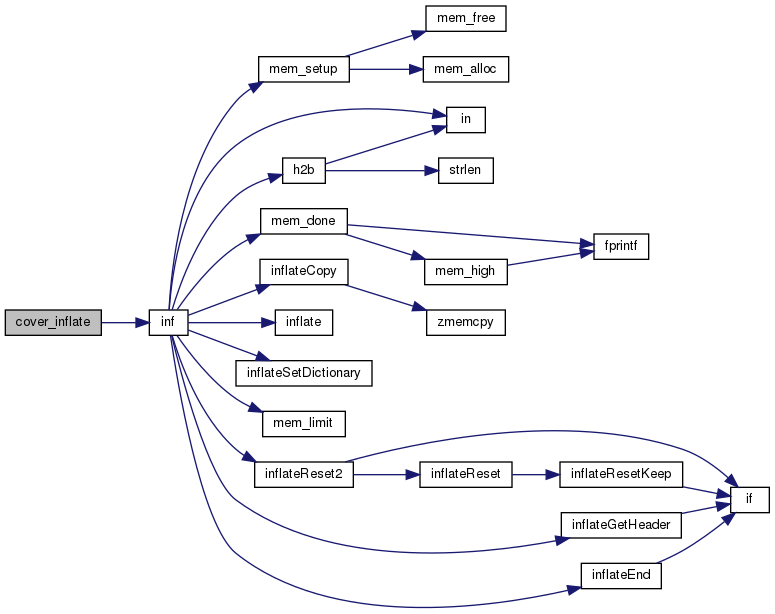 mem_free
mem_setup
mem_alloc
in
h2b
strlen
mem_done
fprintf
mem_high
inflateCopy
cover_inflate
inf
inflate
zmemcpy
inflateSetDictionary
mem_limit
inflateReset2
inflateReset
inflateResetKeep
if
inflateGetHeader
inflateEnd